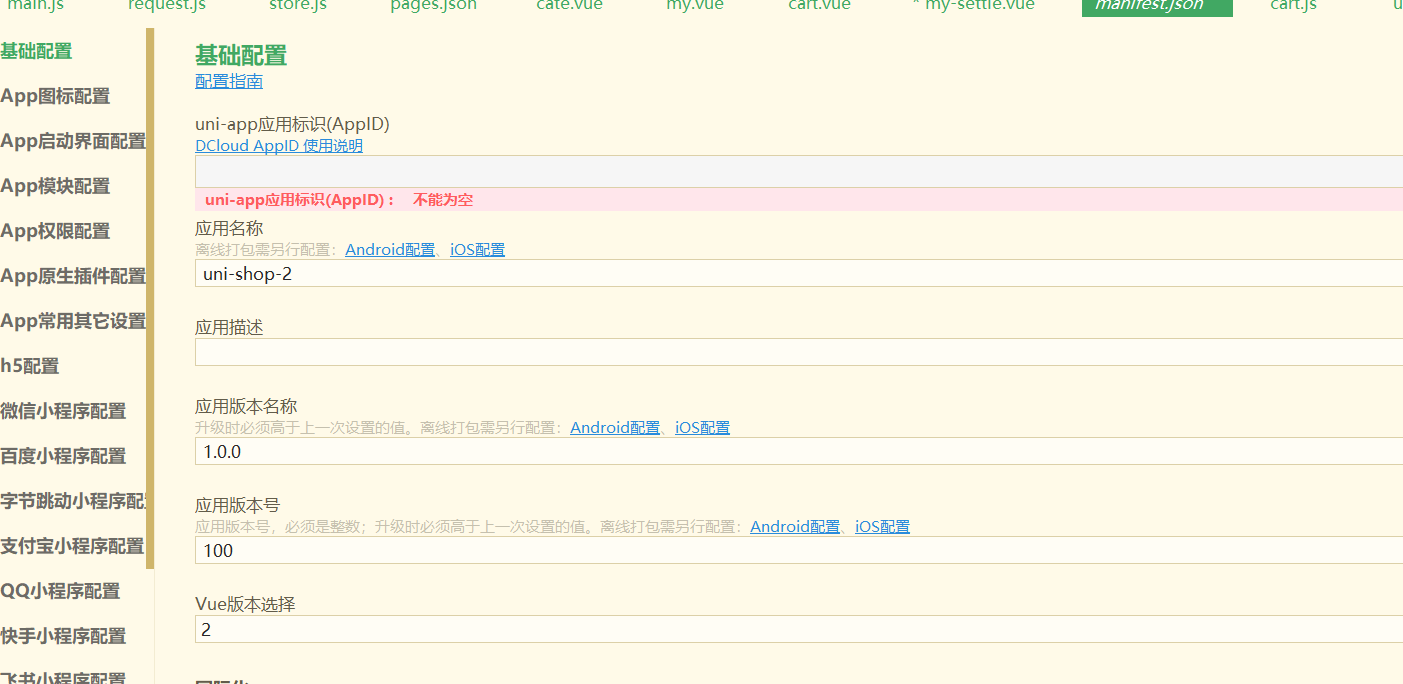 main.js request.js store.js pages.json cate.vue my.vue cart.vue * my-settle.vue manifest.json cart.js
基础配置
App图标配置
App启动界面配置
App模块配置
App权限配置
App原生插件配置
App常用其它设置
h5配置
微信小程序配置
百度小程序配置
字节跳动小程序配
支付宝小程序配置
QQ小程序配置
快手小程序配置
飞书小程序配置
基础配置
配置指南
uni-app应用标识(AppID)
DCloud AppID 使用说明
uni-app应用标识(AppID)： 不能为空
应用名称
离线打包需另行配置：Android配置、iOS配置
uni-shop-2
应用描述
应用版本名称
升级时必须高于上一次设置的值。离线打包需另行配置：Android配置、iOS配置
1.0.0
应用版本号
应用版本号，必须是整数；升级时必须高于上一次设置的值。离线打包需另行配置：Android配置、iOS配置
100
Vue版本选择
2